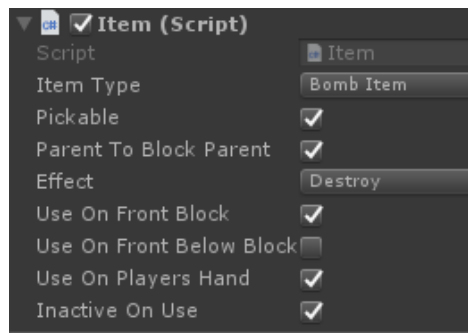 Item (Script)
Script Item
Item Type Bomb Item
Pickable
Parent To Block Parent
Effect Destroy
Use On Front Block
Use On Front Below Block
Use On Players Hand
Inactive On Use